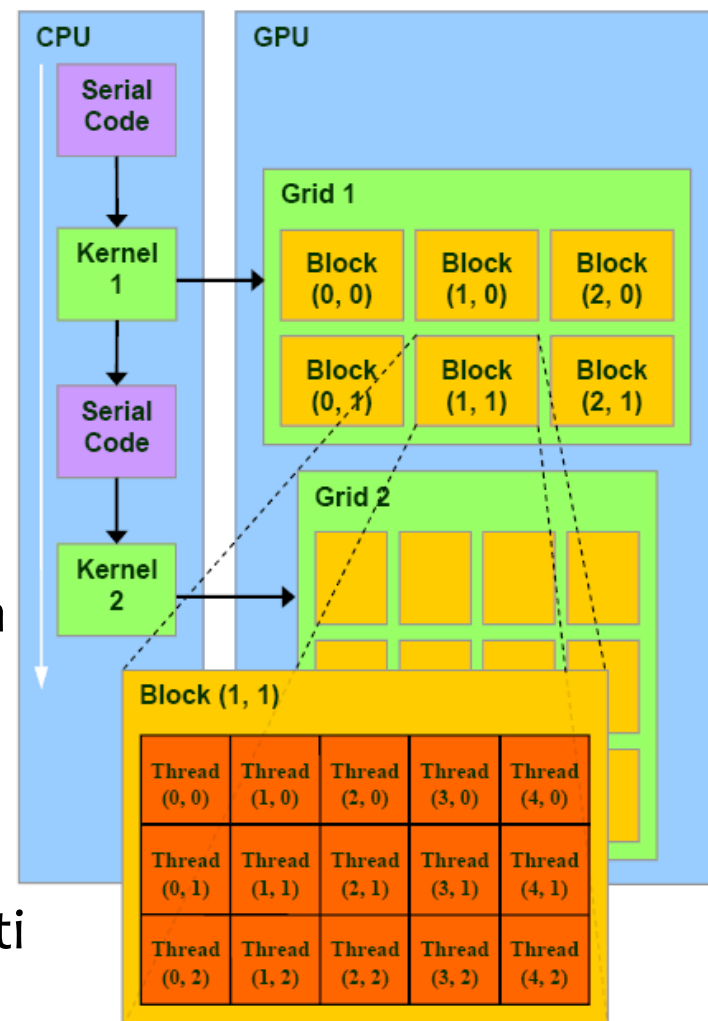 CPU
Serial
Code
Kernel
1
Serial
Code
Kernel
2
GPU
Grid 1
Block
(0, 0)
Block
(1, 0)
Block
(2, 0)
Block
(0, 1)
Block
(1, 1)
Block
(2, 1)
Grid 2
Block (1, 1)
Thread
(0, 0)
Thread
(1, 0)
Thread
(2, 0)
Thread
(3, 0)
Thread
(4, 0)
Thread
(0, 1)
Thread
(1, 1)
Thread
(2, 1)
Thread
(3, 1)
Thread
(4, 1)
Thread
(0, 2)
Thread
(1, 2)
Thread
(2, 2)
Thread
(3, 2)
Thread
(4, 2)
ti